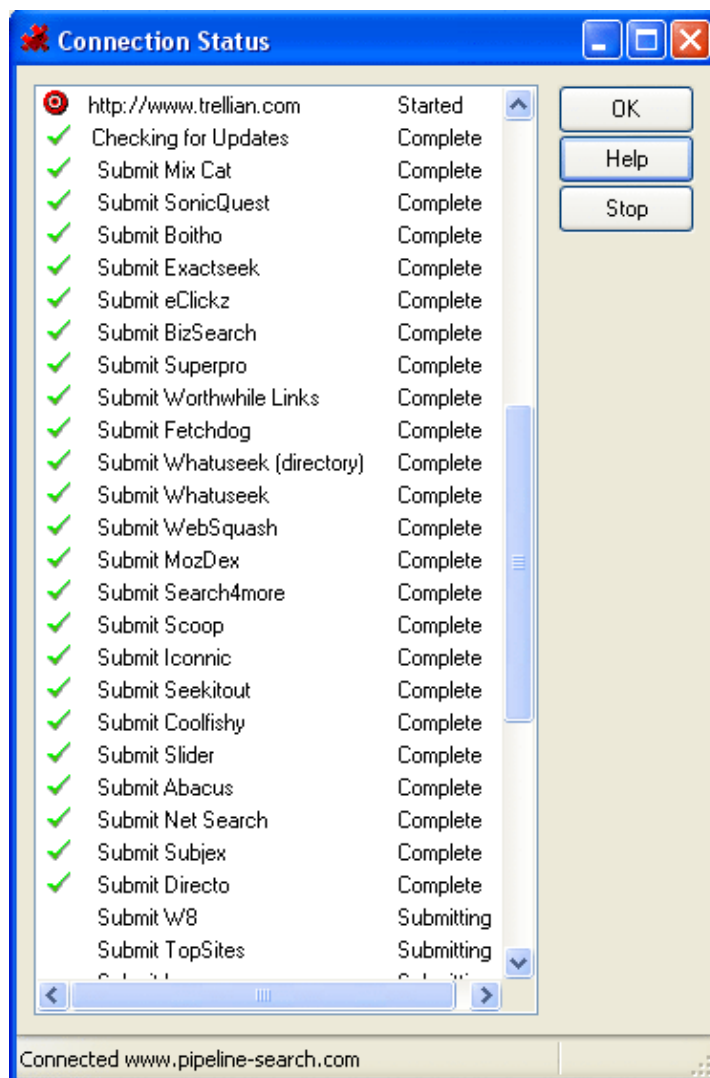 Connection Status
http://www.trellian.com Started
Checking for Updates Complete
Submit Mix Cat Complete
Submit SonicQuest Complete
Submit Boitho Complete
Submit Exactseek Complete
Submit eClickz Complete
Submit BizSearch Complete
Submit Superpro Complete
Submit Worthwhile Links Complete
Submit Fetchdog Complete
Submit Whatuseek (directory) Complete
Submit Whatuseek Complete
Submit WebSquash Complete
Submit MozDex Complete
Submit Search4more Complete
Submit Scoop Complete
Submit Iconnic Complete
Submit Seekitout Complete
Submit Coolfishy Complete
Submit Slider Complete
Submit Abacus Complete
Submit Net Search Complete
Submit Subjex Complete
Submit Directo Complete
Submit W8 Submitting
Submit TopSites Submitting
OK
Help
Stop
Connected www.pipeline-search.com